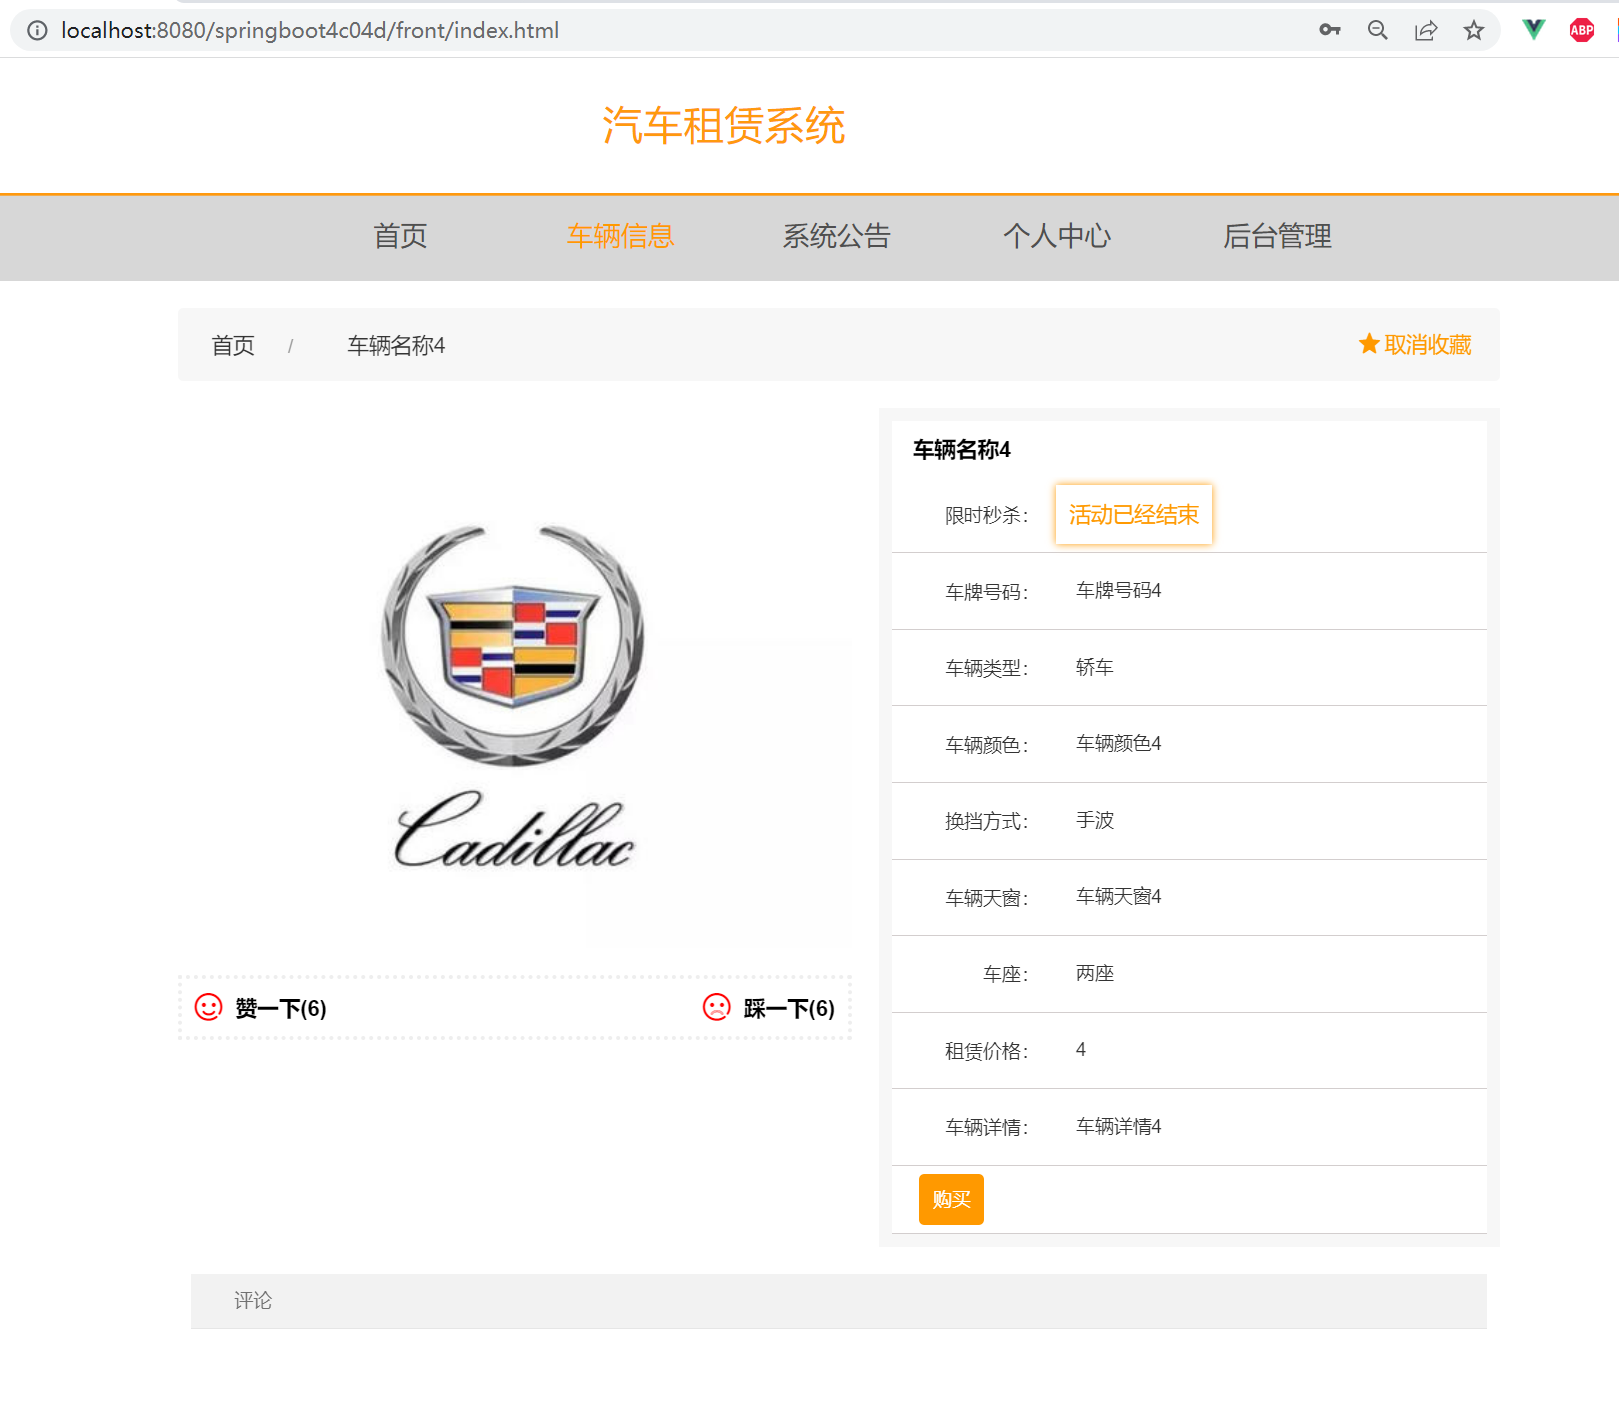 localhost:8080/springboot4c04d/front/index.html
ABP
汽车租赁系统
首页 车辆信息 系统公告 个人中心 后台管理
首页 / 车辆名称4 取消收藏
Cadillac
赞一下(6) 踩一下(6)
车辆名称4
限时秒杀： 活动已经结束
车牌号码： 车牌号码4
车辆类型： 轿车
车辆颜色： 车辆颜色4
换挡方式： 手波
车辆天窗： 车辆天窗4
车座： 两座
租赁价格： 4
车辆详情： 车辆详情4
购买
评论